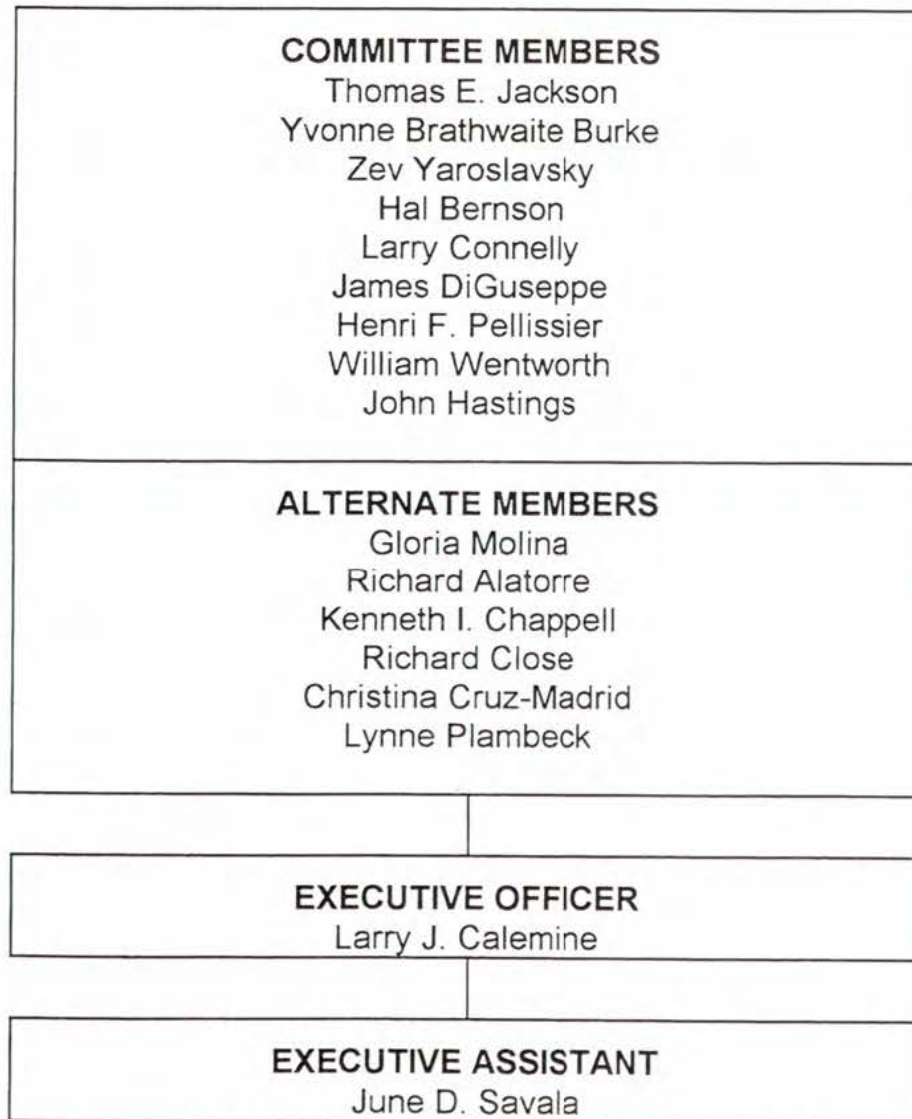 COMMITTEE MEMBERS
Thomas E. Jackson
Yvonne Brathwaite Burke
Zev Yaroslavsky
Hal Bernson
Larry Connelly
James DiGuseppe
Henri F. Pellissier
William Wentworth
John Hastings
ALTERNATE MEMBERS
Gloria Molina
Richard Alatorre
Kenneth I. Chappell
Richard Close
Christina Cruz-Madrid
Lynne Plambeck
EXECUTIVE OFFICER
Larry J. Calemine
EXECUTIVE ASSISTANT
June D. Savala